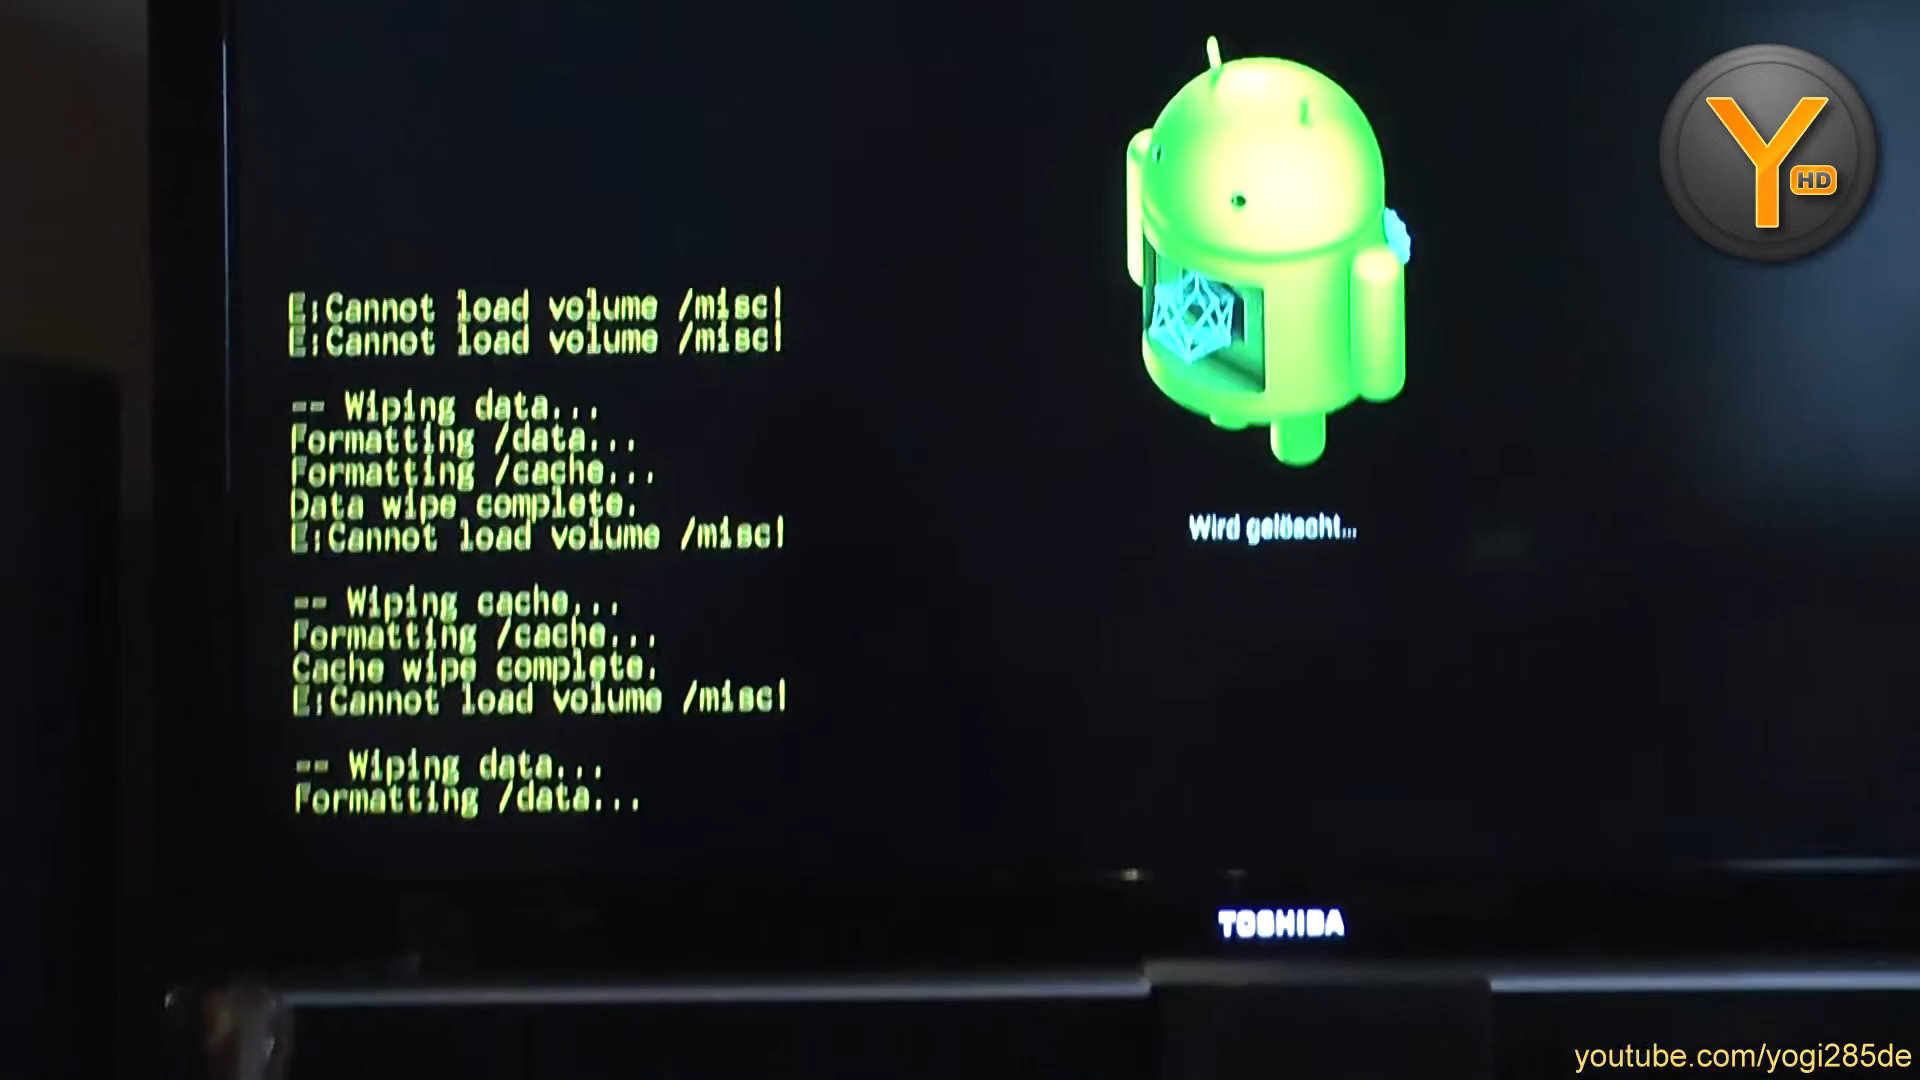 E:Cannot load volume /misc!
E:Cannot load volume /misc!
-- Wiping data...
Formatting /data...
Formatting /cache...
Data wipe complete.
E:Cannot load volume /misc!
-- Wiping cache...
Formatting /cache...
Cache wipe complete.
E:Cannot load volume /misc!
-- Wiping data...
Formatting /data...
Wird gelöscht...
Y HD
TOSHIBA
youtube.com/yogi285de